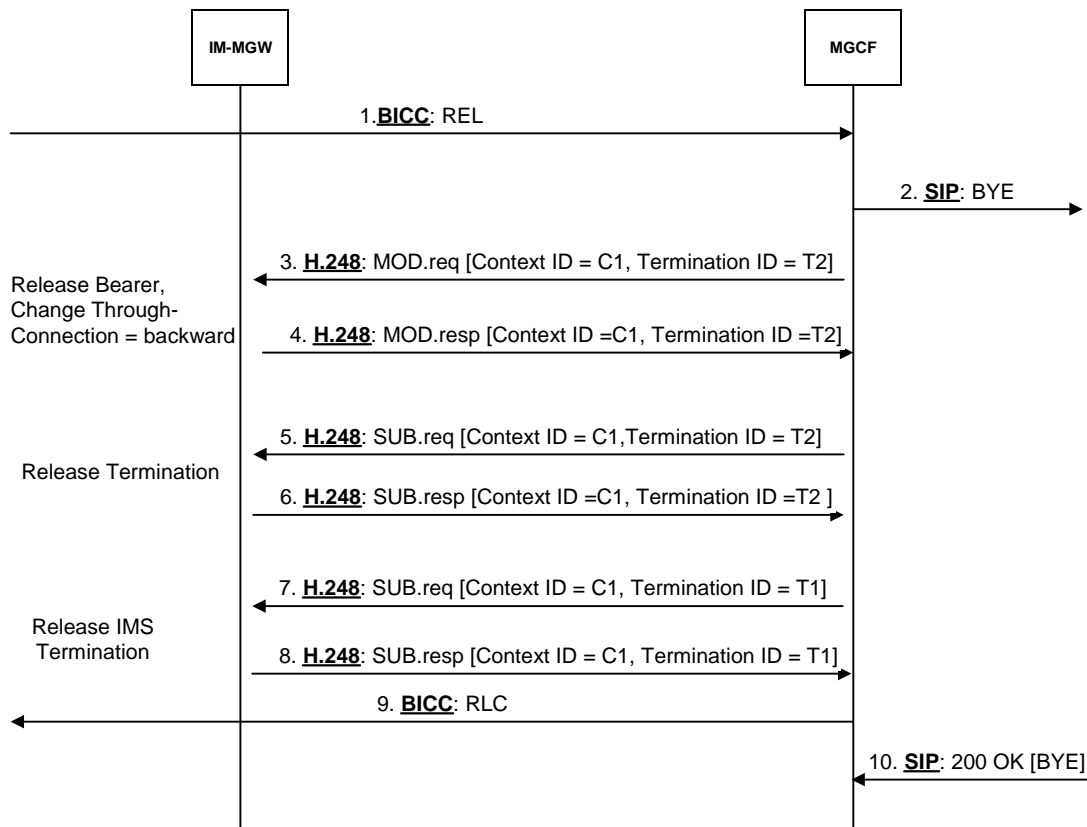 IM-MGW
MGCF
1.BICC: REL
2. SIP: BYE
3. H.248: MOD.req [Context ID = C1, Termination ID = T2]
Release Bearer,
Change Through-
Connection = backward
4. H.248: MOD.resp [Context ID =C1, Termination ID =T2]
5. H.248: SUB.req [Context ID = C1,Termination ID = T2]
Release Termination
6. H.248: SUB.resp [Context ID =C1, Termination ID =T2 ]
7. H.248: SUB.req [Context ID = C1, Termination ID = T1]
Release IMS
Termination
8. H.248: SUB.resp [Context ID = C1, Termination ID = T1]
9. BICC: RLC
10. SIP: 200 OK [BYE]